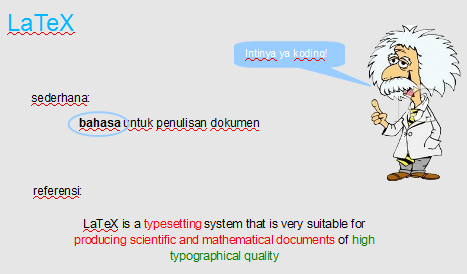 LaTeX
Intinya ya koding!
sederhana:
bahasa untuk penulisan dokumen
referensi:
LaTeX is a typesetting system that is very suitable for
producing scientific and mathematical documents of high
typographical quality